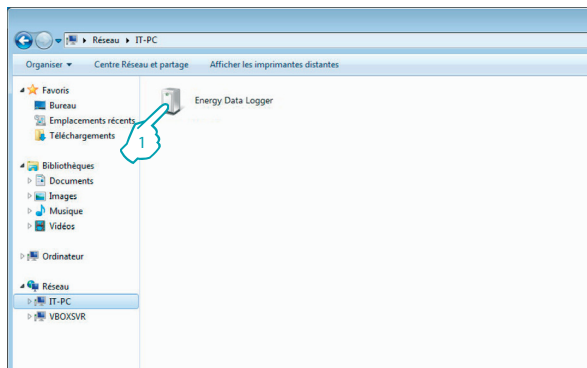 Réseau IT-PC
Organiser Centre Réseau et partage Afficher les imprimantes distantes
Favoris
Bureau
Emplacements récents
Téléchargements
Bibliothèques
Documents
Images
Musique
Vidéos
Ordinateur
Réseau
IT-PC
VBOXSVR
Energy Data Logger
1